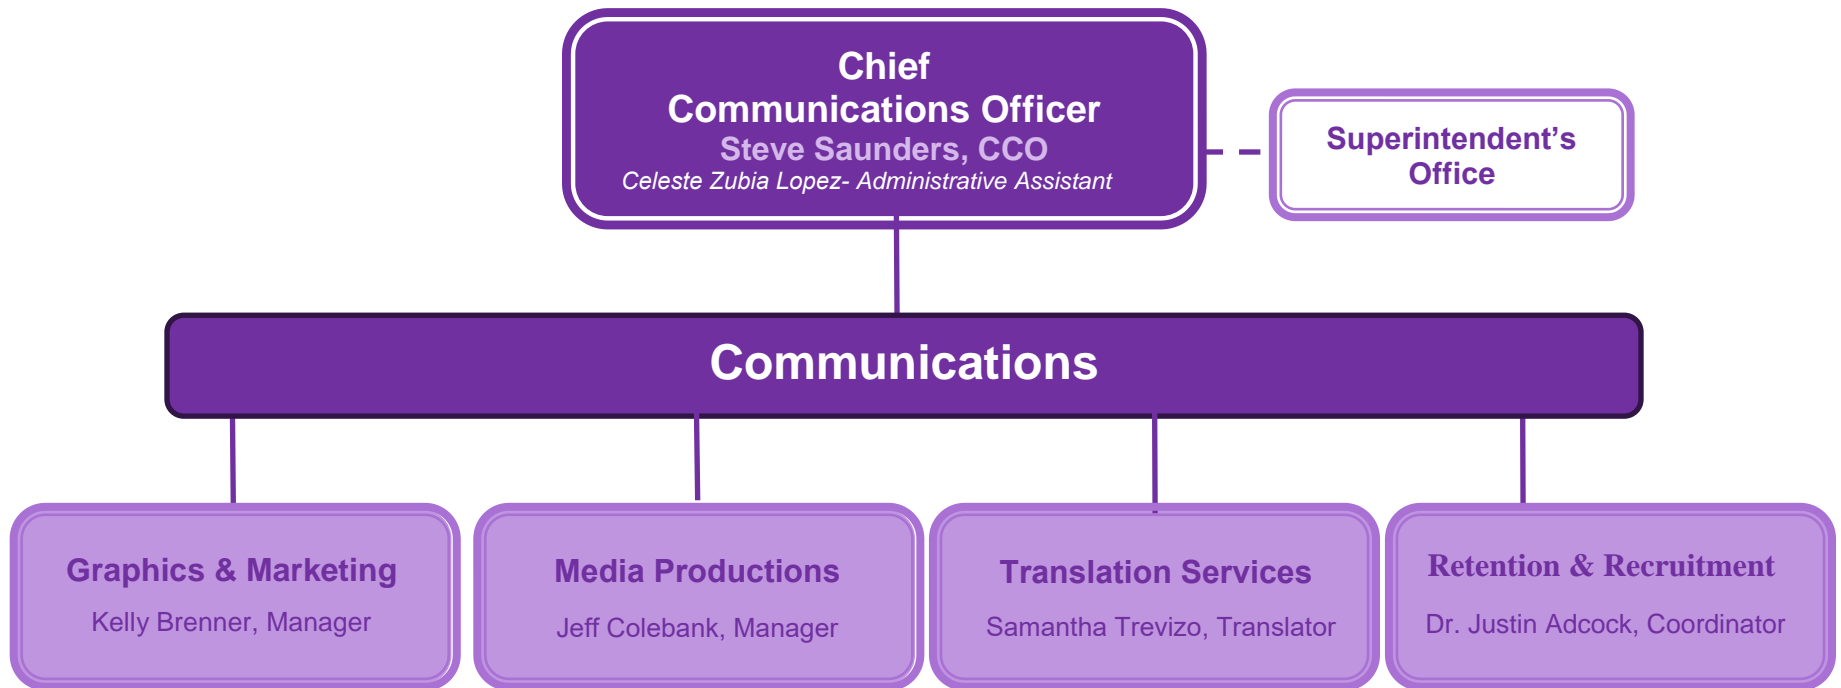 Chief
Communications Officer
Steve Saunders, CCO
Celeste Zubia Lopez- Administrative Assistant
Superintendent’s
Office
Communications
Graphics & Marketing
Kelly Brenner, Manager
Media Productions
Jeff Colebank, Manager
Translation Services
Samantha Trevizo, Translator
Retention & Recruitment
Dr. Justin Adcock, Coordinator